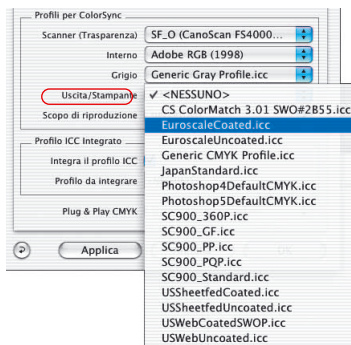 Profili per ColorSync
Scanner (Trasparenza) SF_O (CanoScan FS4000...
Interno Adobe RGB (1998)
Grigio Generic Gray Profile.icc
Uscita/Stampante ✓ <NESSUNO>
CS ColorMatch 3.01 SWO#2B55.icc
Scopo di riproduzione EuroscaleCoated.icc
EuroscaleUncoated.icc
Profilo ICC Integrato
Generic CMYK Profile.icc
Integra il profilo ICC
JapanStandard.icc
Profilo da integrare
Photoshop4DefaultCMYK.icc
Photoshop5DefaultCMYK.icc
Plug & Play CMYK
SC900_360P.icc
SC900_GF.icc
Applica
SC900_PP.icc
SC900_PQP.icc
SC900_Standard.icc
USSheetfedCoated.icc
USSheetfedUncoated.icc
USWebCoatedSWOP.icc
USWebUncoated.icc